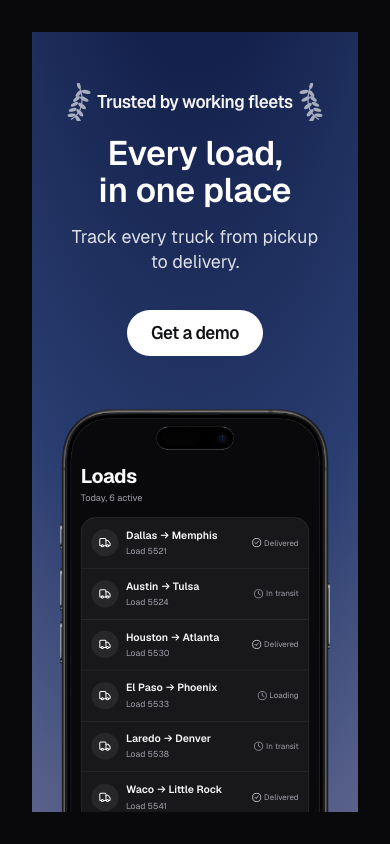 Trusted by working fleets
Every load,
in one place
Track every truck from pickup
to delivery.
Get a demo
Loads
Today, 6 active
Dallas → Memphis
Load 5521
Delivered
Austin → Tulsa
Load 5524
In transit
Houston → Atlanta
Load 5530
Delivered
El Paso → Phoenix
Load 5533
Loading
Laredo → Denver
Load 5538
In transit
Waco → Little Rock
Load 5541
Delivered